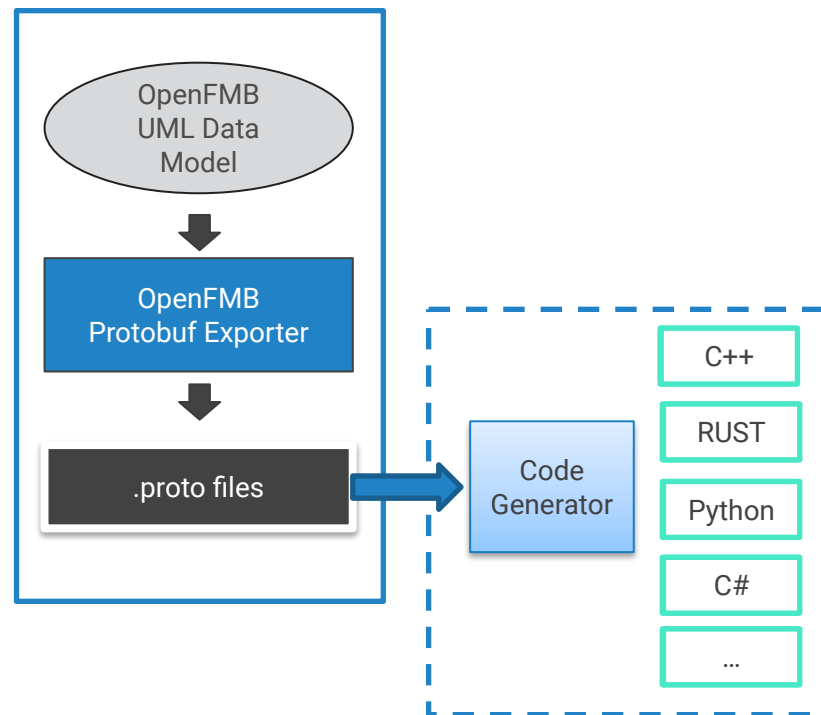 OpenFMB
UML Data
Model
OpenFMB
Protobuf Exporter
.proto files
Code
Generator
C++
RUST
Python
C#
...